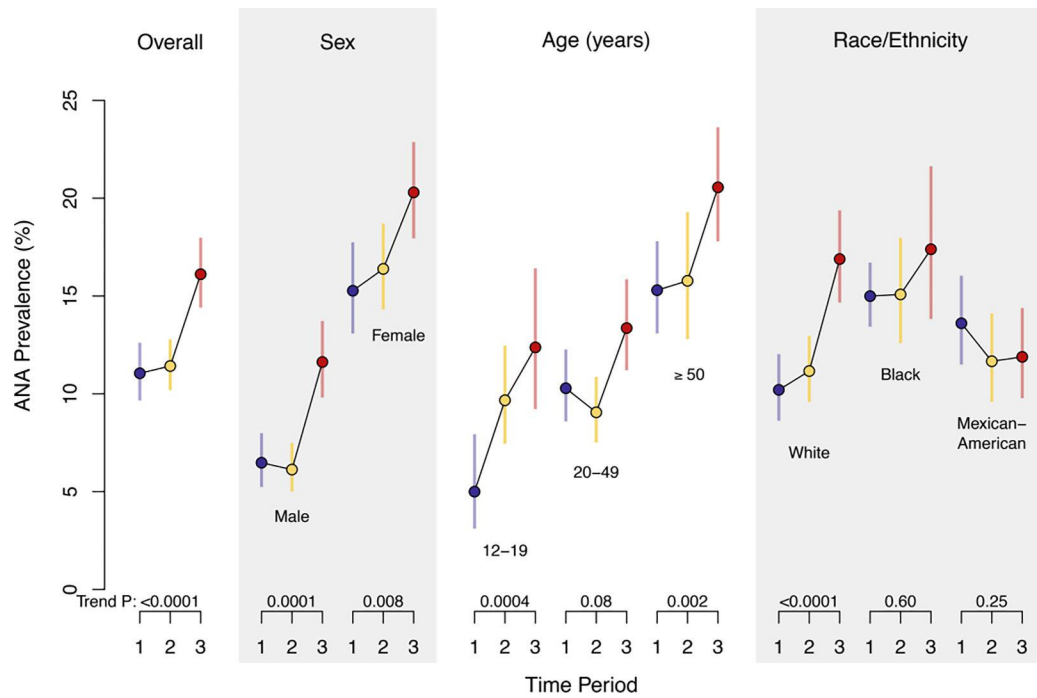 Overall
Sex
Age (years)
Race/Ethnicity
ANA Prevalence (%)
25
20
15
10
5
0
Male
Female
12–19
20–49
≥ 50
White
Black
Mexican–
American
Trend P: <0.0001 0.0001 0.008 0.0004 0.08 0.002 <0.0001 0.60 0.25
1 2 3 1 2 3 1 2 3 1 2 3 1 2 3 1 2 3 1 2 3 1 2 3 1 2 3
Time Period